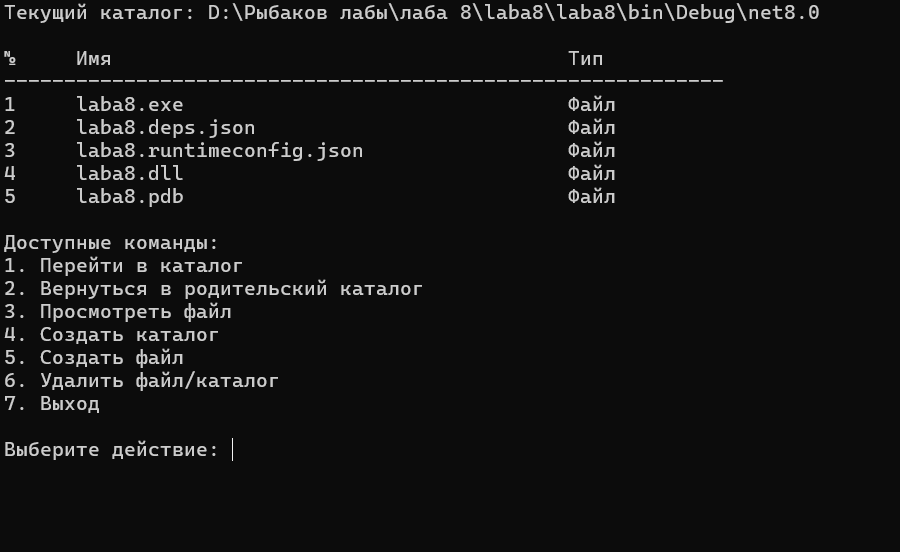 Текущий каталог: D:\Рыбаков лабы\лаба 8\laba8\laba8\bin\Debug\net8.0
№ Имя Тип
------------------------------------------------------------
1 laba8.exe Файл
2 laba8.deps.json Файл
3 laba8.runtimeconfig.json Файл
4 laba8.dll Файл
5 laba8.pdb Файл
Доступные команды:
1. Перейти в каталог
2. Вернуться в родительский каталог
3. Просмотреть файл
4. Создать каталог
5. Создать файл
6. Удалить файл/каталог
7. Выход
Выберите действие: